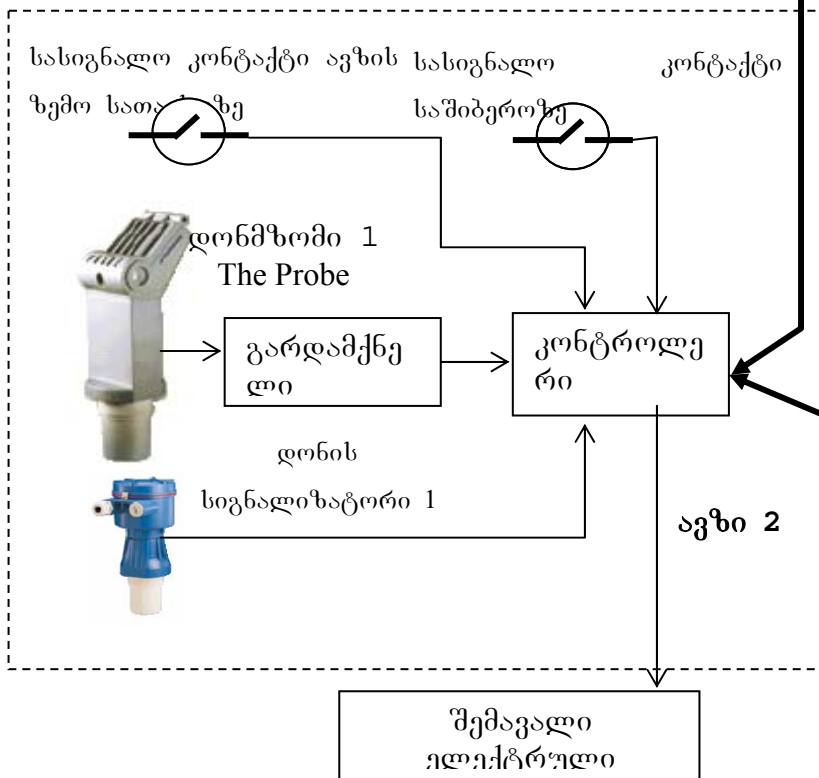 სასიგნალო კონტაქტი ავზის
ზემო
სასიგნალო კონტაქტი
საშიბეროზე
დონმზომი 1
The Probe
გარდამქნე
ლი
კონტროლე
რი
დონის
სიგნალიზატორი 1
ავზი 2
შემავალი
ელექტრული